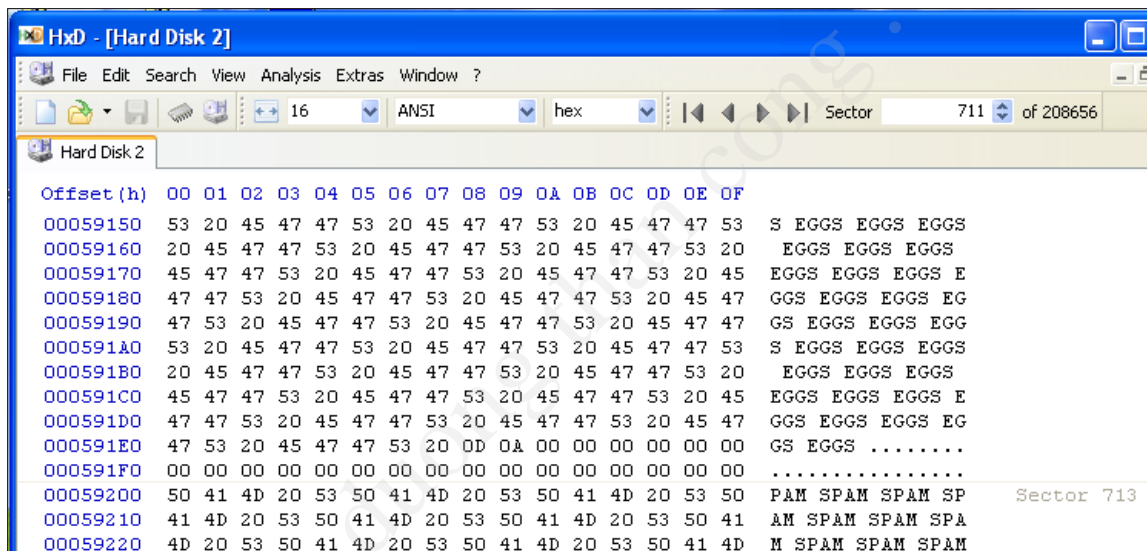 HxD - [Hard Disk 2]
File Edit Search View Analysis Extras Window ?
16 ANSI hex Sector 711 of 208656
Hard Disk 2
Offset(h) 00 01 02 03 04 05 06 07 08 09 0A 0B 0C 0D 0E 0F
00059150 53 20 45 47 47 53 20 45 47 47 53 20 45 47 47 53 S EGGS EGGS EGGS
00059160 20 45 47 47 53 20 45 47 47 53 20 45 47 47 53 20 EGGS EGGS EGGS
00059170 45 47 47 53 20 45 47 47 53 20 45 47 47 53 20 45 EGGS EGGS EGGS E
00059180 47 47 53 20 45 47 47 53 20 45 47 47 53 20 45 47 GGS EGGS EGGS EG
00059190 47 53 20 45 47 47 53 20 45 47 47 53 20 45 47 47 GS EGGS EGGS EGG
000591A0 53 20 45 47 47 53 20 45 47 47 53 20 45 47 47 53 S EGGS EGGS EGGS
000591B0 20 45 47 47 53 20 45 47 47 53 20 45 47 47 53 20 EGGS EGGS EGGS
000591C0 45 47 47 53 20 45 47 47 53 20 45 47 47 53 20 45 EGGS EGGS EGGS E
000591D0 47 47 53 20 45 47 47 53 20 45 47 47 53 20 45 47 GGS EGGS EGGS EG
000591E0 47 53 20 45 47 47 53 20 0D 0A 00 00 00 00 00 00 GS EGGS ........
000591F0 00 00 00 00 00 00 00 00 00 00 00 00 00 00 00 00 ................
00059200 50 41 4D 20 53 50 41 4D 20 53 50 41 4D 20 53 50 PAM SPAM SPAM SP Sector 713
00059210 41 4D 20 53 50 41 4D 20 53 50 41 4D 20 53 50 41 AM SPAM SPAM SPA
00059220 4D 20 53 50 41 4D 20 53 50 41 4D 20 53 50 41 4D M SPAM SPAM SPAM
duong than cong .